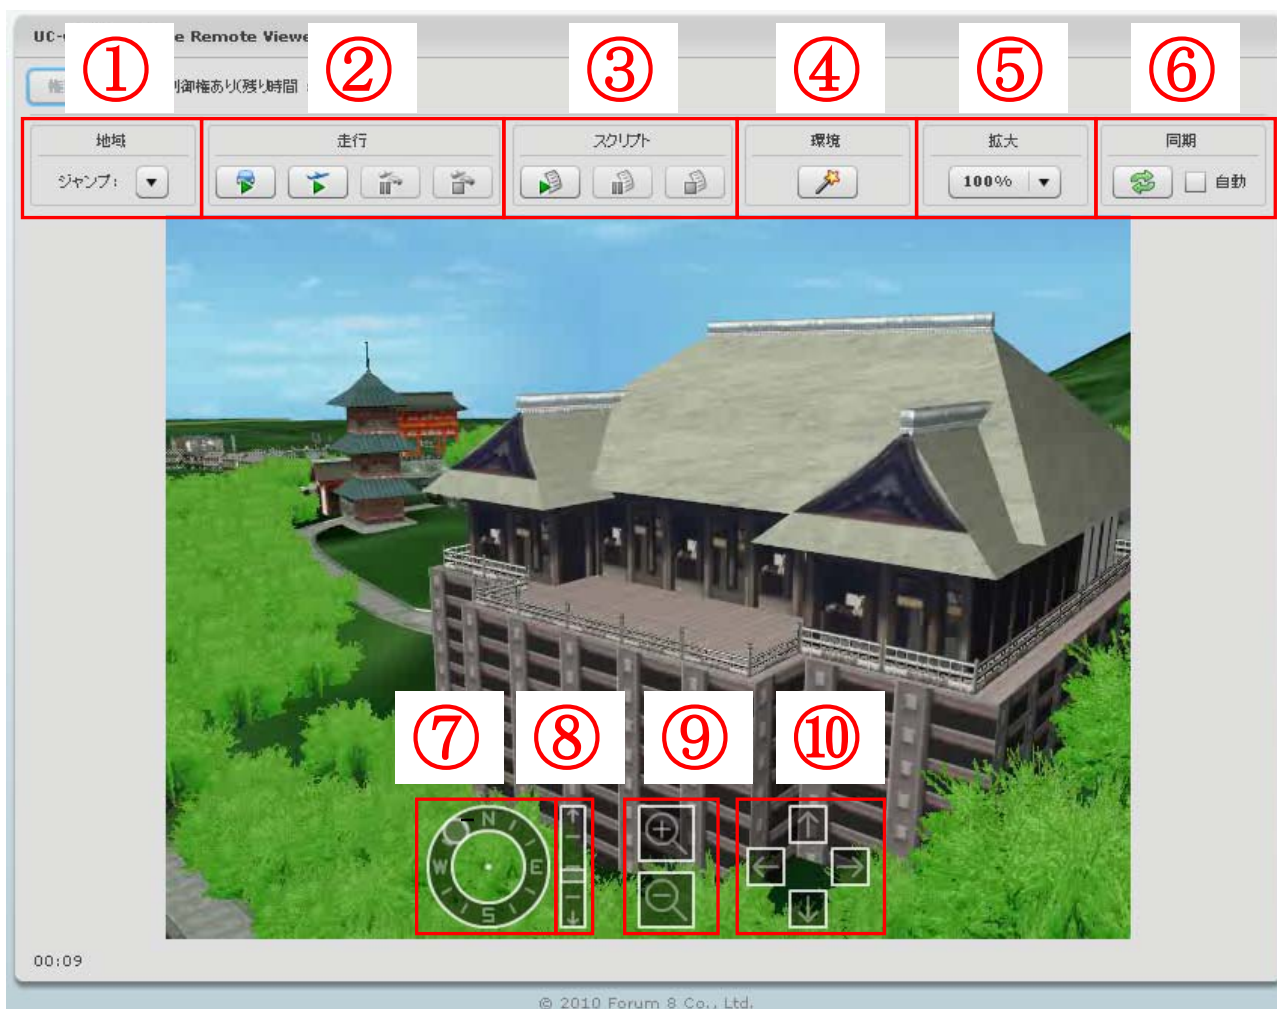 UC- e Remote Viewe
① ② ③ ④ ⑤ ⑥
御権あり(残り時間 :
地域 走行 スクリプト 環境 拡大 同期
ジャンプ: 100% 自動
⑦ ⑧ ⑨ ⑩
N
W E
S
00:09
© 2010 Forum 8 Co., Ltd.